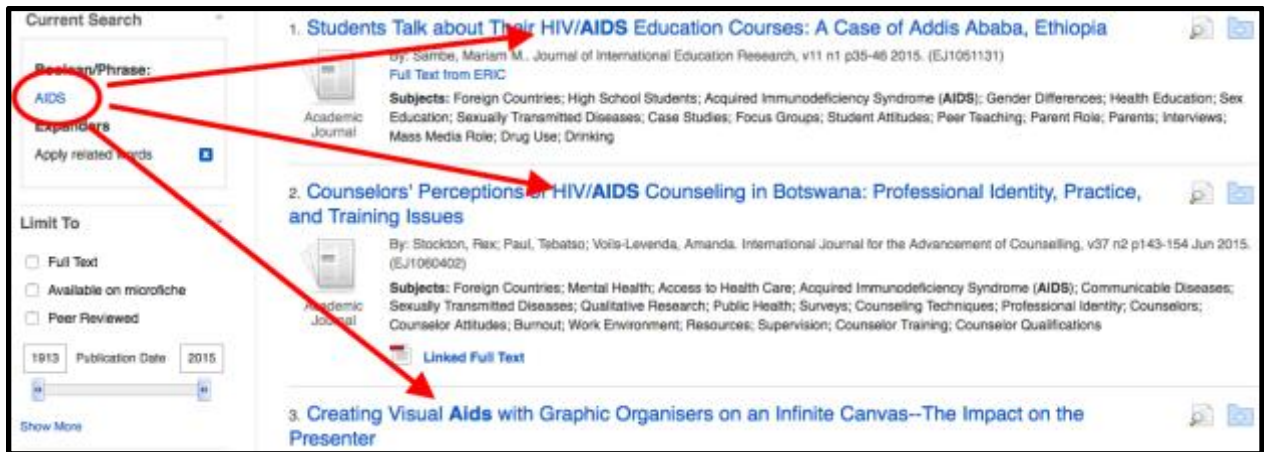 Current Search
Boolean/Phrase:
AIDS
Expanders
Apply related words
x
Limit To
Full Text
Available on microfiche
Peer Reviewed
1913 Publication Date 2015
Show More
1. Students Talk about Their HIV/AIDS Education Courses: A Case of Addis Ababa, Ethiopia
By: Sambe, Mariam M.. Journal of International Education Research, v11 n1 p35-46 2015. (EJ1051131)
Full Text from ERIC
Academic
Journal
Subjects: Foreign Countries; High School Students; Acquired Immunodeficiency Syndrome (AIDS); Gender Differences; Health Education; Sex
Education; Sexually Transmitted Diseases; Case Studies; Focus Groups; Student Attitudes; Peer Teaching; Parent Role; Parents; Interviews;
Mass Media Role; Drug Use; Drinking
2. Counselors' Perceptions of HIV/AIDS Counseling in Botswana: Professional Identity, Practice,
and Training Issues
By: Stockton, Rex; Paul, Tebatso; Voils-Levenda, Amanda. International Journal for the Advancement of Counselling, v37 n2 p143-154 Jun 2015.
(EJ1060402)
Academic
Journal
Subjects: Foreign Countries; Mental Health; Access to Health Care; Acquired Immunodeficiency Syndrome (AIDS); Communicable Diseases;
Sexually Transmitted Diseases; Qualitative Research; Public Health; Surveys; Counseling Techniques; Professional Identity; Counselors;
Counselor Attitudes; Burnout; Work Environment; Resources; Supervision; Counselor Training; Counselor Qualifications
Linked Full Text
3. Creating Visual Aids with Graphic Organisers on an Infinite Canvas--The Impact on the
Presenter